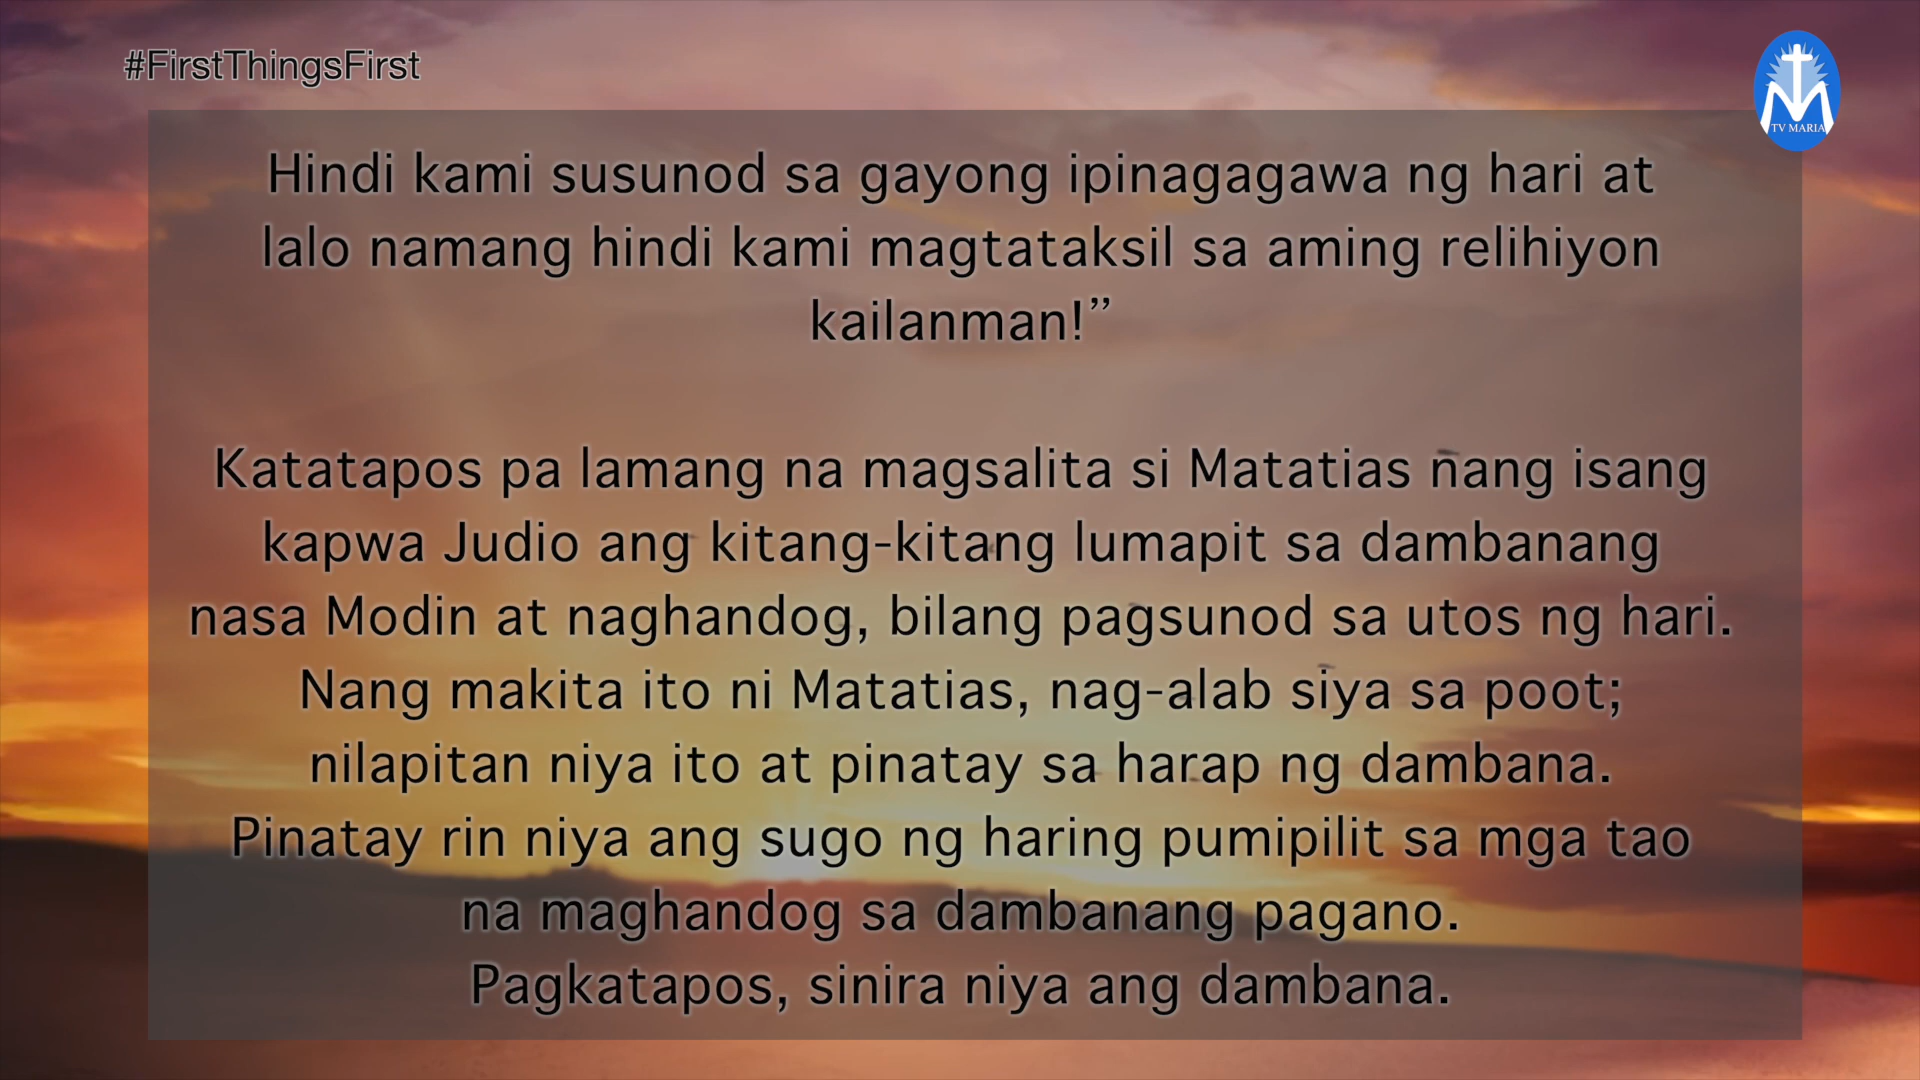 #FirstThingsFirst
TV MARIA
Hindi kami susunod sa gayong ipinagagawa ng hari at
lalo namang hindi kami magtataksil sa aming relihiyon
kailanman!”
Katatapos pa lamang na magsalita si Matatias nang isang
kapwa Judio ang kitang-kitang lumapit sa dambanang
nasa Modin at naghandog, bilang pagsunod sa utos ng hari.
Nang makita ito ni Matatias, nag-alab siya sa poot;
nilapitan niya ito at pinatay sa harap ng dambana.
Pinatay rin niya ang sugo ng haring pumipilit sa mga tao
na maghandog sa dambanang pagano.
Pagkatapos, sinira niya ang dambana.